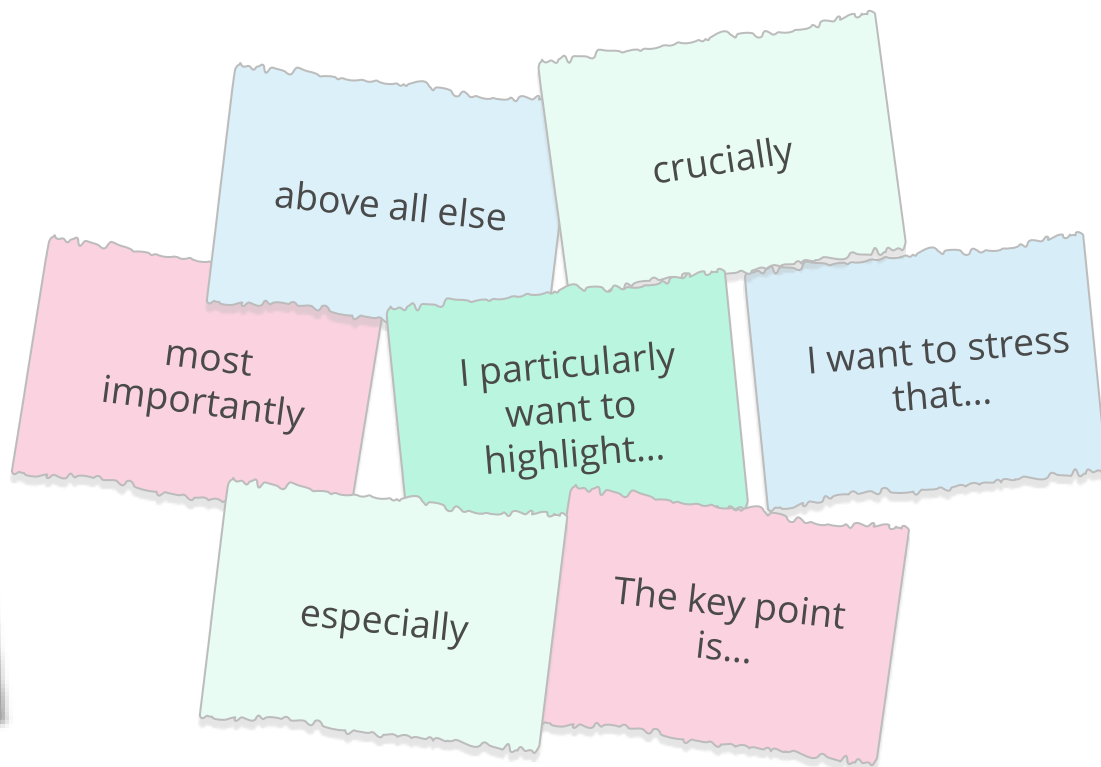 above all else
crucially
most
importantly
I particularly
want to
highlight...
I want to stress
that...
especially
The key point
is...